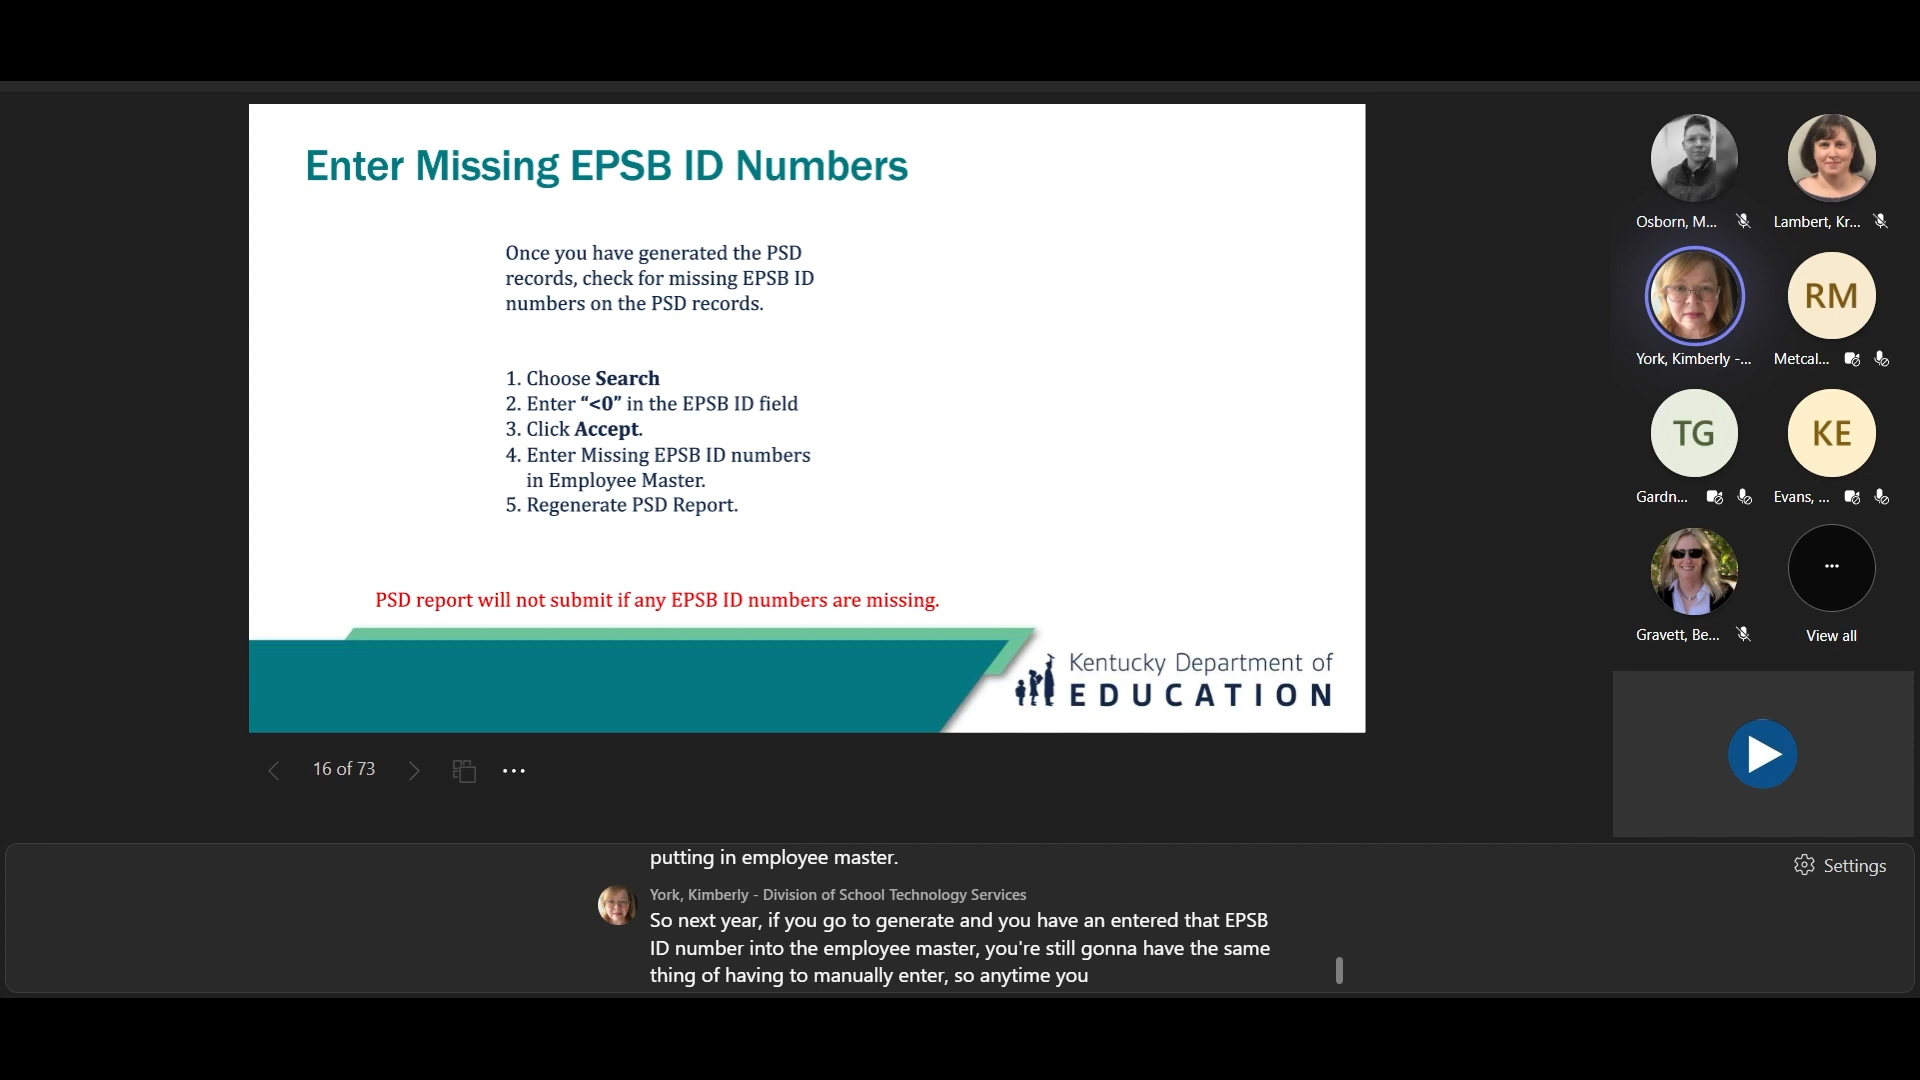 Enter Missing EPSB ID Numbers
Once you have generated the PSD
records, check for missing EPSB ID
numbers on the PSD records.
1. Choose Search
2. Enter “<0” in the EPSB ID field
3. Click Accept.
4. Enter Missing EPSB ID numbers
in Employee Master.
5. Regenerate PSD Report.
PSD report will not submit if any EPSB ID numbers are missing.
Kentucky Department of
EDUCATION
16 of 73
Osborn, M...
Lambert, Kr...
York, Kimberly -...
RM
Metcal...
TG
Gardn...
KE
Evans, ...
Gravett, Be...
View all
putting in employee master.
Settings
York, Kimberly - Division of School Technology Services
So next year, if you go to generate and you have an entered that EPSB
ID number into the employee master, you're still gonna have the same
thing of having to manually enter, so anytime you